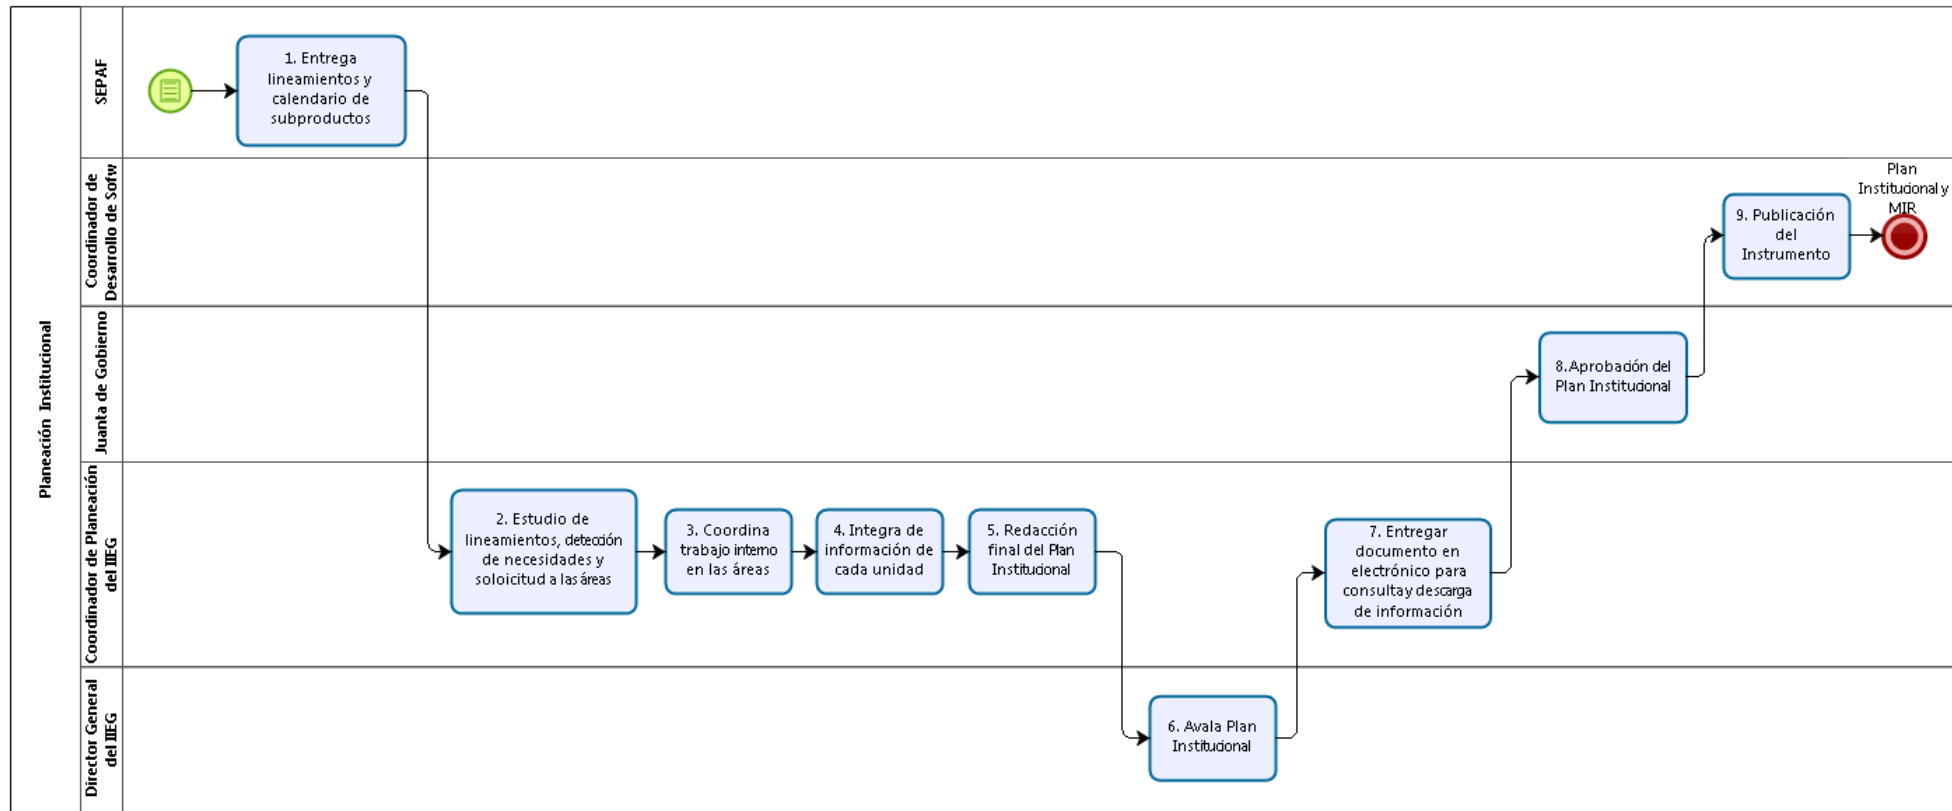 Planeación Institucional
SEPAF
1. Entrega
lineamientos y
calendario de
subproductos
Coordinador de
Desarrollo de Sofw
9. Publicación
del
Instrumento
Plan
Institucional y
MIR
Juanta de Gobierno
8.Aprobación del
Plan Institucional
Coordinador de Planeación
del IIEG
2. Estudio de
lineamientos, detección
de necesidades y
soloicitud a las áreas
3. Coordina
trabajo interno
en las áreas
4. Integra de
información de
cada unidad
5. Redacción
final del Plan
Institucional
7. Entregar
documento en
electrónico para
consulta y descarga
de información
Director General
del IIEG
6. Avala Plan
Institucional